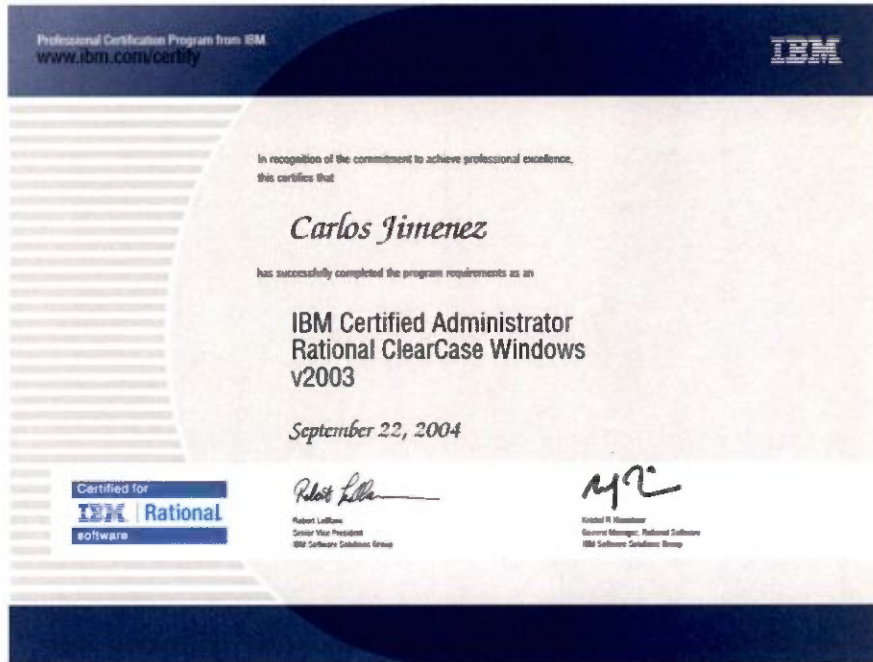 Professional Certification Program from IBM.
www.ibm.com/certify
IBM
In recognition of the commitment to achieve professional excellence,
this certifies that
Carlos Jimenez
has successfully completed the program requirements as an
IBM Certified Administrator
Rational ClearCase Windows
v2003
September 22, 2004
Certified for
IBM Rational
software
Robert LeBlanc
Senior Vice President
IBM Software Solutions Group
General Manager, Rational Software
IBM Software Solutions Group